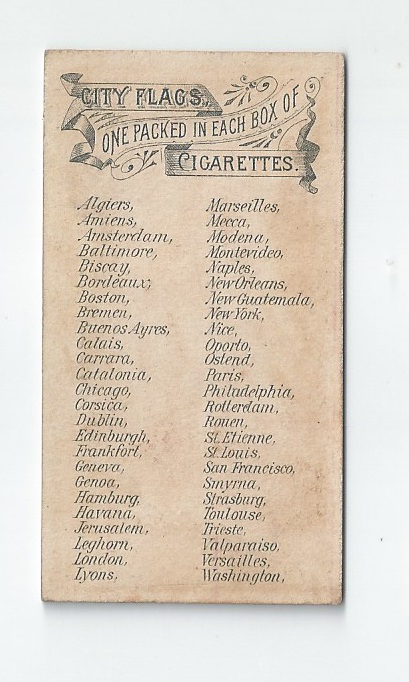 CITY FLAGS.
ONE PACKED IN EACH BOX OF
CIGARETTES.
Algiers,
Amiens,
Amsterdam,
Baltimore,
Biscay,
Bordeaux,
Boston,
Bremen,
Buenos Ayres,
Calais,
Carrara,
Catalonia,
Chicago,
Corsica,
Dublin,
Edinburgh,
Frankfort,
Geneva,
Genoa,
Hamburg,
Havana,
Jerusalem,
Leghorn,
London,
Lyons,
Marseilles,
Mecca,
Modena,
Montevideo,
Naples,
New Orleans,
New Guatemala,
New York,
Nice,
Oporto,
Ostend,
Paris,
Philadelphia,
Rotterdam,
Rouen,
St. Etienne,
St. Louis,
San Francisco,
Smyrna,
Strasburg,
Toulouse,
Trieste,
Valparaiso,
Versailles,
Washington,